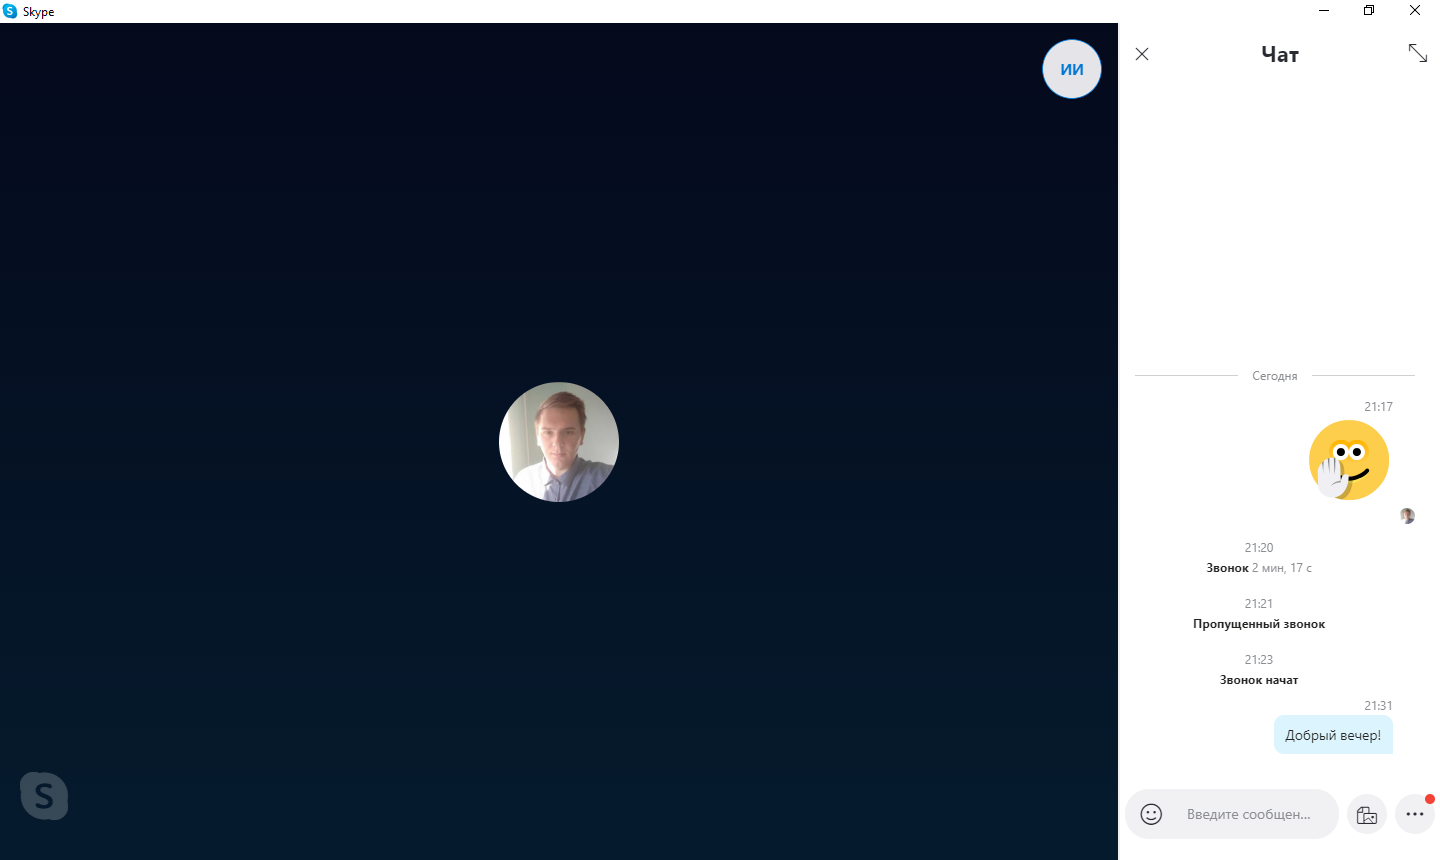 Skype
ИИ
Чат
Сегодня
21:17
21:20
Звонок 2 мин, 17 с
21:21
Пропущенный звонок
21:23
Звонок начат
21:31
Добрый вечер!
Введите сообщен...